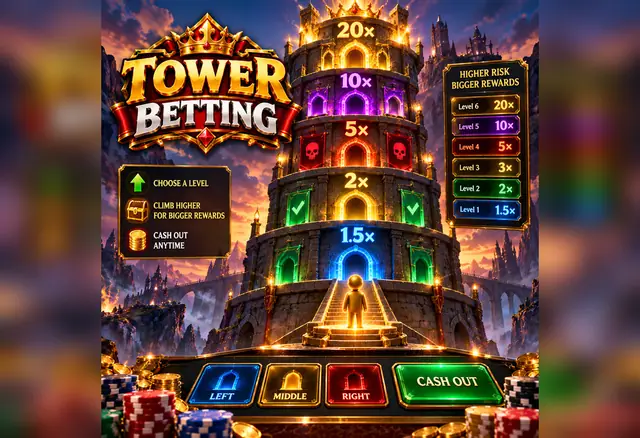 TOWER
BETTING
CHOOSE A LEVEL
CLIMB HIGHER
FOR BIGGER REWARDS
CASH OUT
ANYTIME
20x
10x
5x
2x
1.5x
HIGHER RISK
BIGGER REWARDS
Level 6 20x
Level 5 10x
Level 4 5x
Level 3 3x
Level 2 2x
Level 1 1.5x
LEFT
MIDDLE
RIGHT
CASH OUT